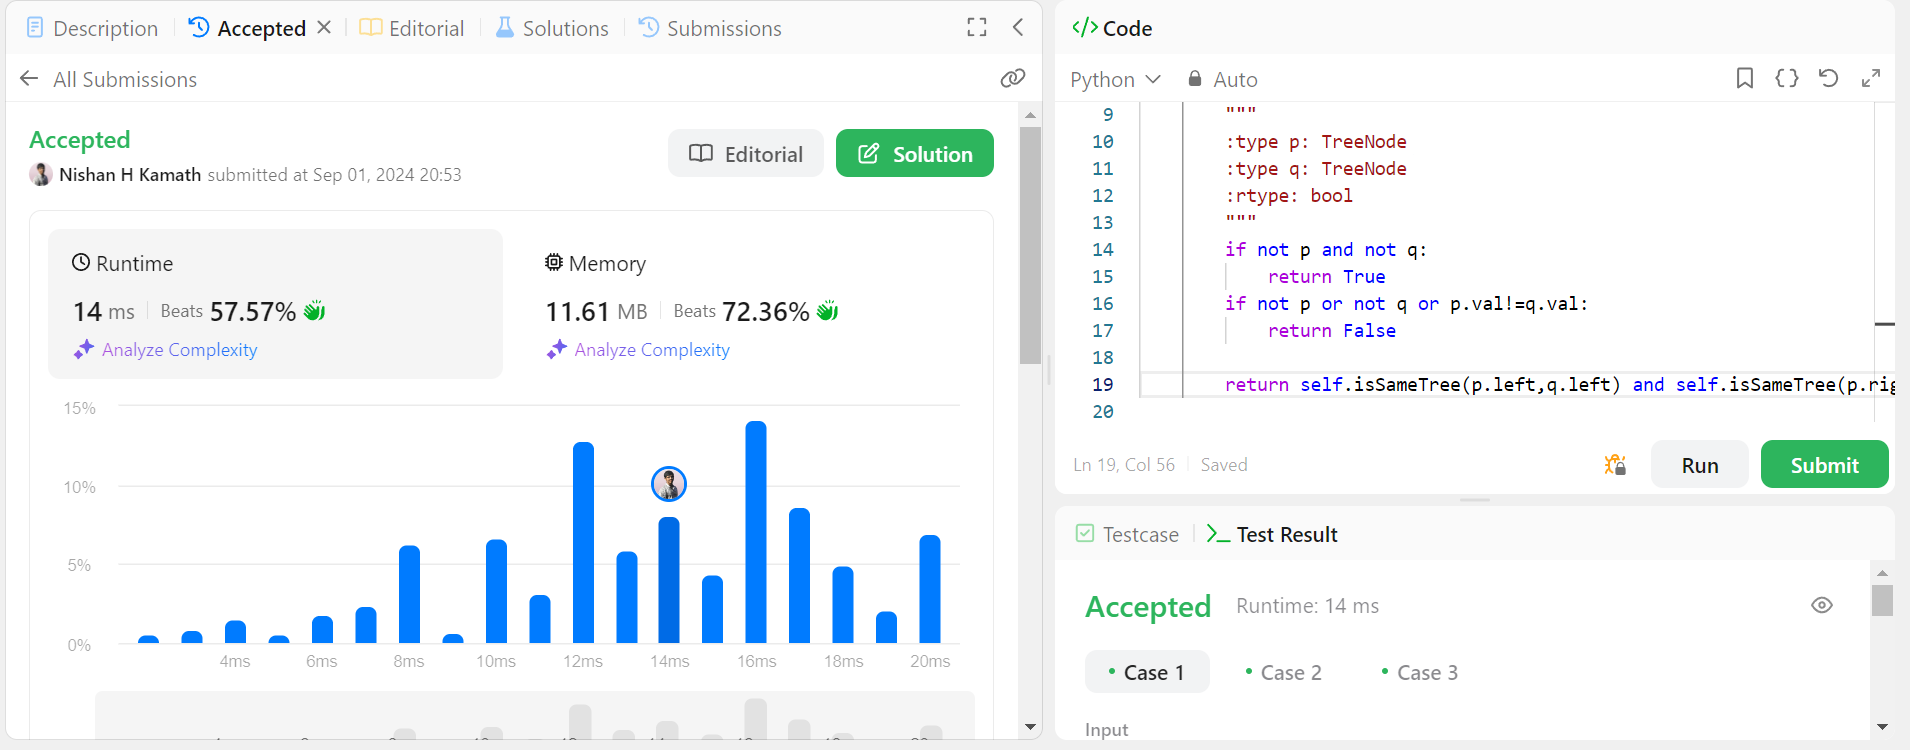 Description
Accepted
Editorial
Solutions
Submissions
All Submissions
Accepted
Nishan H Kamath submitted at Sep 01, 2024 20:53
Editorial
Solution
Runtime
14 ms
Beats 57.57%
Analyze Complexity
Memory
11.61 MB
Beats 72.36%
Analyze Complexity
15%
10%
5%
0%
4ms 6ms 8ms 10ms 12ms 14ms 16ms 18ms 20ms
</> Code
Python
Auto
9 """
10 :type p: TreeNode
11 :type q: TreeNode
12 :rtype: bool
13 """
14 if not p and not q:
15 return True
16 if not p or not q or p.val!=q.val:
17 return False
18
19 return self.isSameTree(p.left,q.left) and self.isSameTree(p.rig
20
Ln 19, Col 56
Saved
Run
Submit
Testcase
Test Result
Accepted
Runtime: 14 ms
Case 1
Case 2
Case 3
Input